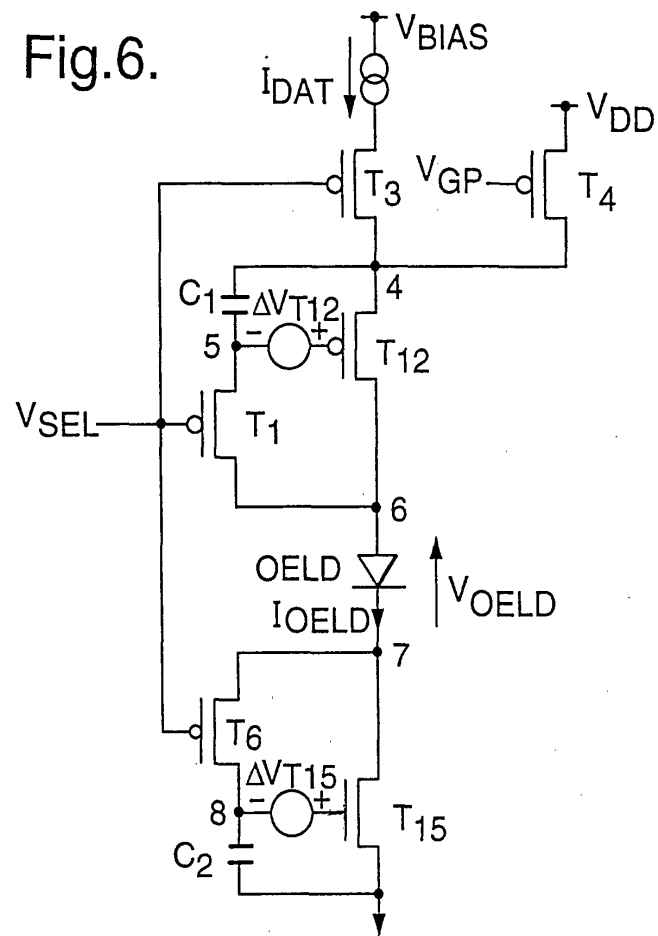 Fig.6.
VBIAS
IDAT
VDD
T3
VGP
T4
4
C1
ΔVT12
- +
5
T12
VSEL
T1
6
OELD
VOELD
IOELD
7
T6
ΔVT15
- +
8
T15
C2